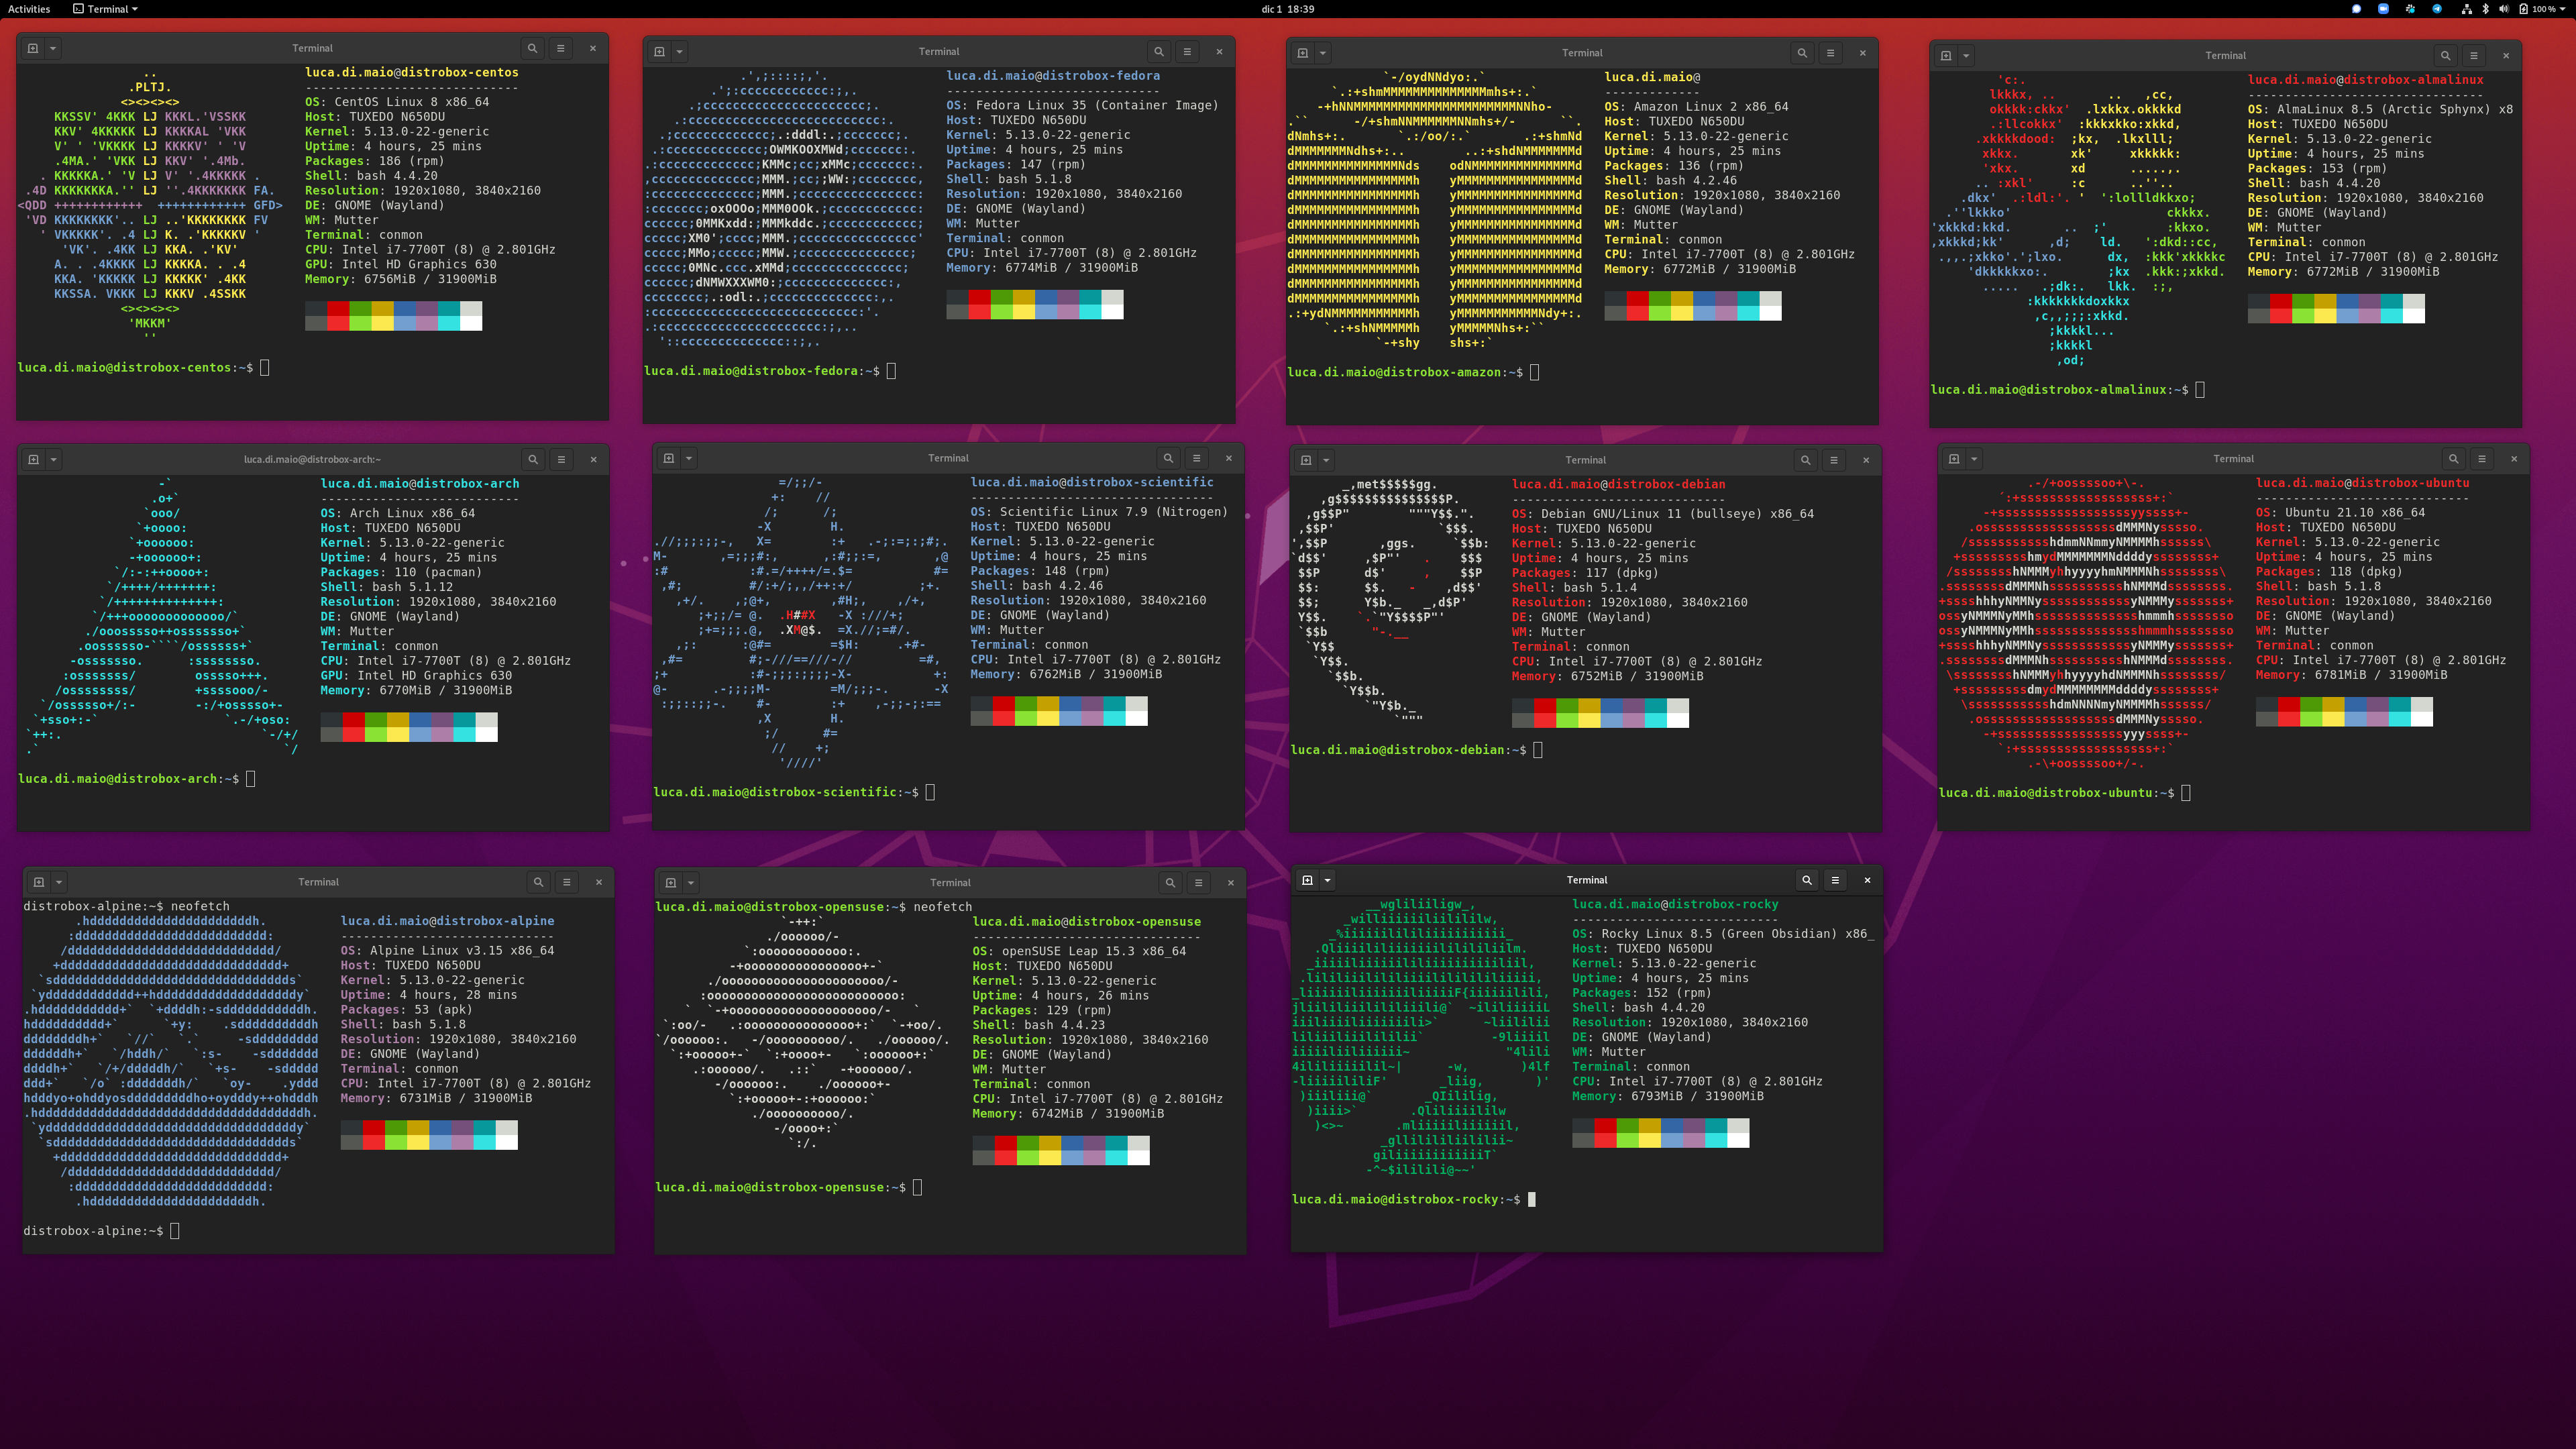 Activities
Terminal
dic 1 18:39
100 %
Terminal
luca.di.maio@distrobox-centos
-----------------------------
OS: CentOS Linux 8 x86_64
Host: TUXEDO N650DU
Kernel: 5.13.0-22-generic
Uptime: 4 hours, 25 mins
Packages: 186 (rpm)
Shell: bash 4.4.20
Resolution: 1920x1080, 3840x2160
DE: GNOME (Wayland)
WM: Mutter
Terminal: conmon
CPU: Intel i7-7700T (8) @ 2.801GHz
GPU: Intel HD Graphics 630
Memory: 6756MiB / 31900MiB
luca.di.maio@distrobox-centos:~$
Terminal
luca.di.maio@distrobox-fedora
-----------------------------
OS: Fedora Linux 35 (Container Image)
Host: TUXEDO N650DU
Kernel: 5.13.0-22-generic
Uptime: 4 hours, 25 mins
Packages: 147 (rpm)
Shell: bash 5.1.8
Resolution: 1920x1080, 3840x2160
DE: GNOME (Wayland)
WM: Mutter
Terminal: conmon
CPU: Intel i7-7700T (8) @ 2.801GHz
Memory: 6774MiB / 31900MiB
luca.di.maio@distrobox-fedora:~$
Terminal
luca.di.maio@
-------------
OS: Amazon Linux 2 x86_64
Host: TUXEDO N650DU
Kernel: 5.13.0-22-generic
Uptime: 4 hours, 25 mins
Packages: 136 (rpm)
Shell: bash 4.2.46
Resolution: 1920x1080, 3840x2160
DE: GNOME (Wayland)
WM: Mutter
Terminal: conmon
CPU: Intel i7-7700T (8) @ 2.801GHz
Memory: 6772MiB / 31900MiB
luca.di.maio@distrobox-amazon:~$
Terminal
luca.di.maio@distrobox-almalinux
--------------------------------
OS: AlmaLinux 8.5 (Arctic Sphynx) x8
Host: TUXEDO N650DU
Kernel: 5.13.0-22-generic
Uptime: 4 hours, 25 mins
Packages: 153 (rpm)
Shell: bash 4.4.20
Resolution: 1920x1080, 3840x2160
DE: GNOME (Wayland)
WM: Mutter
Terminal: conmon
CPU: Intel i7-7700T (8) @ 2.801GHz
Memory: 6772MiB / 31900MiB
luca.di.maio@distrobox-almalinux:~$
luca.di.maio@distrobox-arch:~
luca.di.maio@distrobox-arch
---------------------------
OS: Arch Linux x86_64
Host: TUXEDO N650DU
Kernel: 5.13.0-22-generic
Uptime: 4 hours, 25 mins
Packages: 110 (pacman)
Shell: bash 5.1.12
Resolution: 1920x1080, 3840x2160
DE: GNOME (Wayland)
WM: Mutter
Terminal: conmon
CPU: Intel i7-7700T (8) @ 2.801GHz
GPU: Intel HD Graphics 630
Memory: 6770MiB / 31900MiB
luca.di.maio@distrobox-arch:~$
Terminal
luca.di.maio@distrobox-scientific
---------------------------------
OS: Scientific Linux 7.9 (Nitrogen)
Host: TUXEDO N650DU
Kernel: 5.13.0-22-generic
Uptime: 4 hours, 25 mins
Packages: 148 (rpm)
Shell: bash 4.2.46
Resolution: 1920x1080, 3840x2160
DE: GNOME (Wayland)
WM: Mutter
Terminal: conmon
CPU: Intel i7-7700T (8) @ 2.801GHz
Memory: 6762MiB / 31900MiB
luca.di.maio@distrobox-scientific:~$
Terminal
luca.di.maio@distrobox-debian
-----------------------------
OS: Debian GNU/Linux 11 (bullseye) x86_64
Host: TUXEDO N650DU
Kernel: 5.13.0-22-generic
Uptime: 4 hours, 25 mins
Packages: 117 (dpkg)
Shell: bash 5.1.4
Resolution: 1920x1080, 3840x2160
DE: GNOME (Wayland)
WM: Mutter
Terminal: conmon
CPU: Intel i7-7700T (8) @ 2.801GHz
Memory: 6752MiB / 31900MiB
luca.di.maio@distrobox-debian:~$
Terminal
luca.di.maio@distrobox-ubuntu
-----------------------------
OS: Ubuntu 21.10 x86_64
Host: TUXEDO N650DU
Kernel: 5.13.0-22-generic
Uptime: 4 hours, 25 mins
Packages: 118 (dpkg)
Shell: bash 5.1.8
Resolution: 1920x1080, 3840x2160
DE: GNOME (Wayland)
WM: Mutter
Terminal: conmon
CPU: Intel i7-7700T (8) @ 2.801GHz
Memory: 6781MiB / 31900MiB
luca.di.maio@distrobox-ubuntu:~$
Terminal
distrobox-alpine:~$ neofetch
luca.di.maio@distrobox-alpine
-----------------------------
OS: Alpine Linux v3.15 x86_64
Host: TUXEDO N650DU
Kernel: 5.13.0-22-generic
Uptime: 4 hours, 28 mins
Packages: 53 (apk)
Shell: bash 5.1.8
Resolution: 1920x1080, 3840x2160
DE: GNOME (Wayland)
WM: Mutter
Terminal: conmon
CPU: Intel i7-7700T (8) @ 2.801GHz
Memory: 6731MiB / 31900MiB
distrobox-alpine:~$
Terminal
luca.di.maio@distrobox-opensuse:~$ neofetch
luca.di.maio@distrobox-opensuse
-------------------------------
OS: openSUSE Leap 15.3 x86_64
Host: TUXEDO N650DU
Kernel: 5.13.0-22-generic
Uptime: 4 hours, 26 mins
Packages: 129 (rpm)
Shell: bash 4.4.23
Resolution: 1920x1080, 3840x2160
DE: GNOME (Wayland)
WM: Mutter
Terminal: conmon
CPU: Intel i7-7700T (8) @ 2.801GHz
Memory: 6742MiB / 31900MiB
luca.di.maio@distrobox-opensuse:~$
Terminal
luca.di.maio@distrobox-rocky
----------------------------
OS: Rocky Linux 8.5 (Green Obsidian) x86_
Host: TUXEDO N650DU
Kernel: 5.13.0-22-generic
Uptime: 4 hours, 25 mins
Packages: 152 (rpm)
Shell: bash 4.4.20
Resolution: 1920x1080, 3840x2160
DE: GNOME (Wayland)
WM: Mutter
Terminal: conmon
CPU: Intel i7-7700T (8) @ 2.801GHz
Memory: 6793MiB / 31900MiB
luca.di.maio@distrobox-rocky:~$